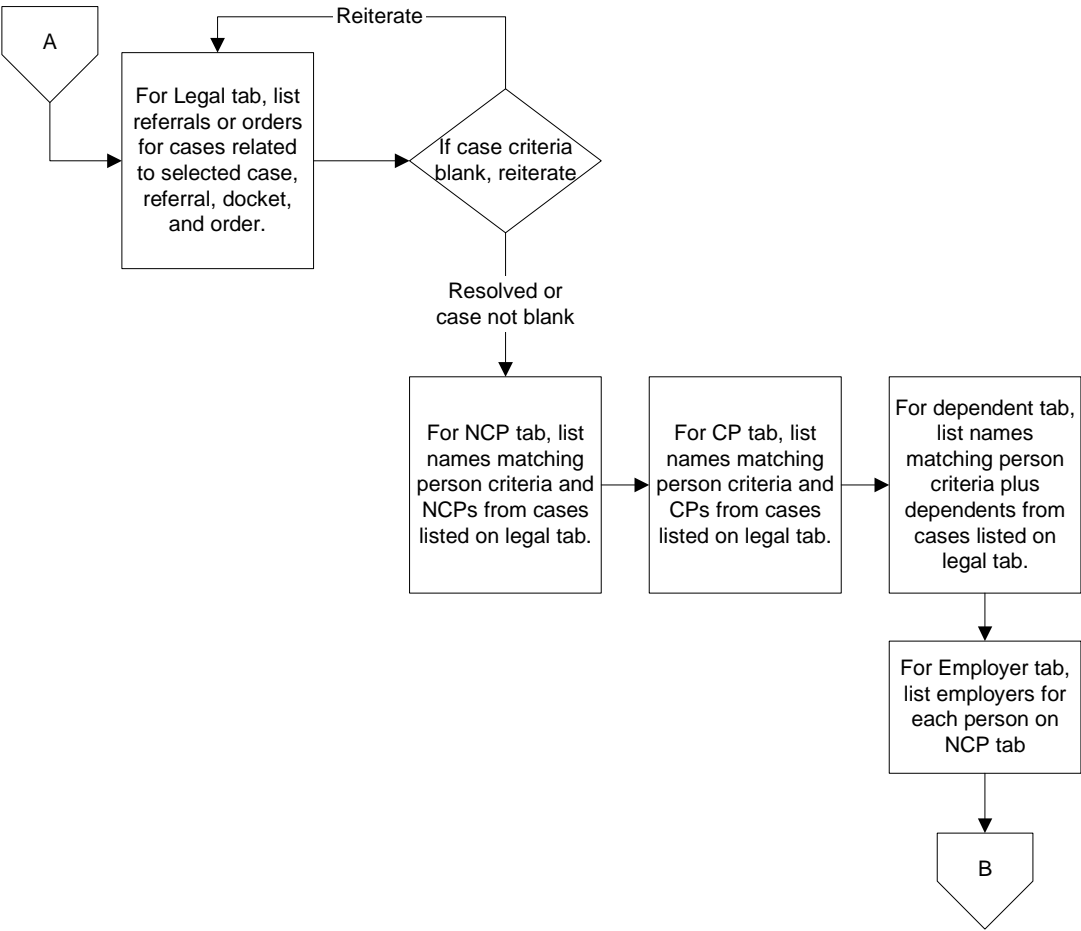 Reiterate
A
For Legal tab, list
referrals or orders
for cases related
to selected case,
referral, docket,
and order.
If case criteria
blank, reiterate
Resolved or
case not blank
For NCP tab, list
names matching
person criteria and
NCPs from cases
listed on legal tab.
For CP tab, list
names matching
person criteria and
CPs from cases
listed on legal tab.
For dependent tab,
list names
matching person
criteria plus
dependents from
cases listed on
legal tab.
For Employer tab,
list employers for
each person on
NCP tab
B